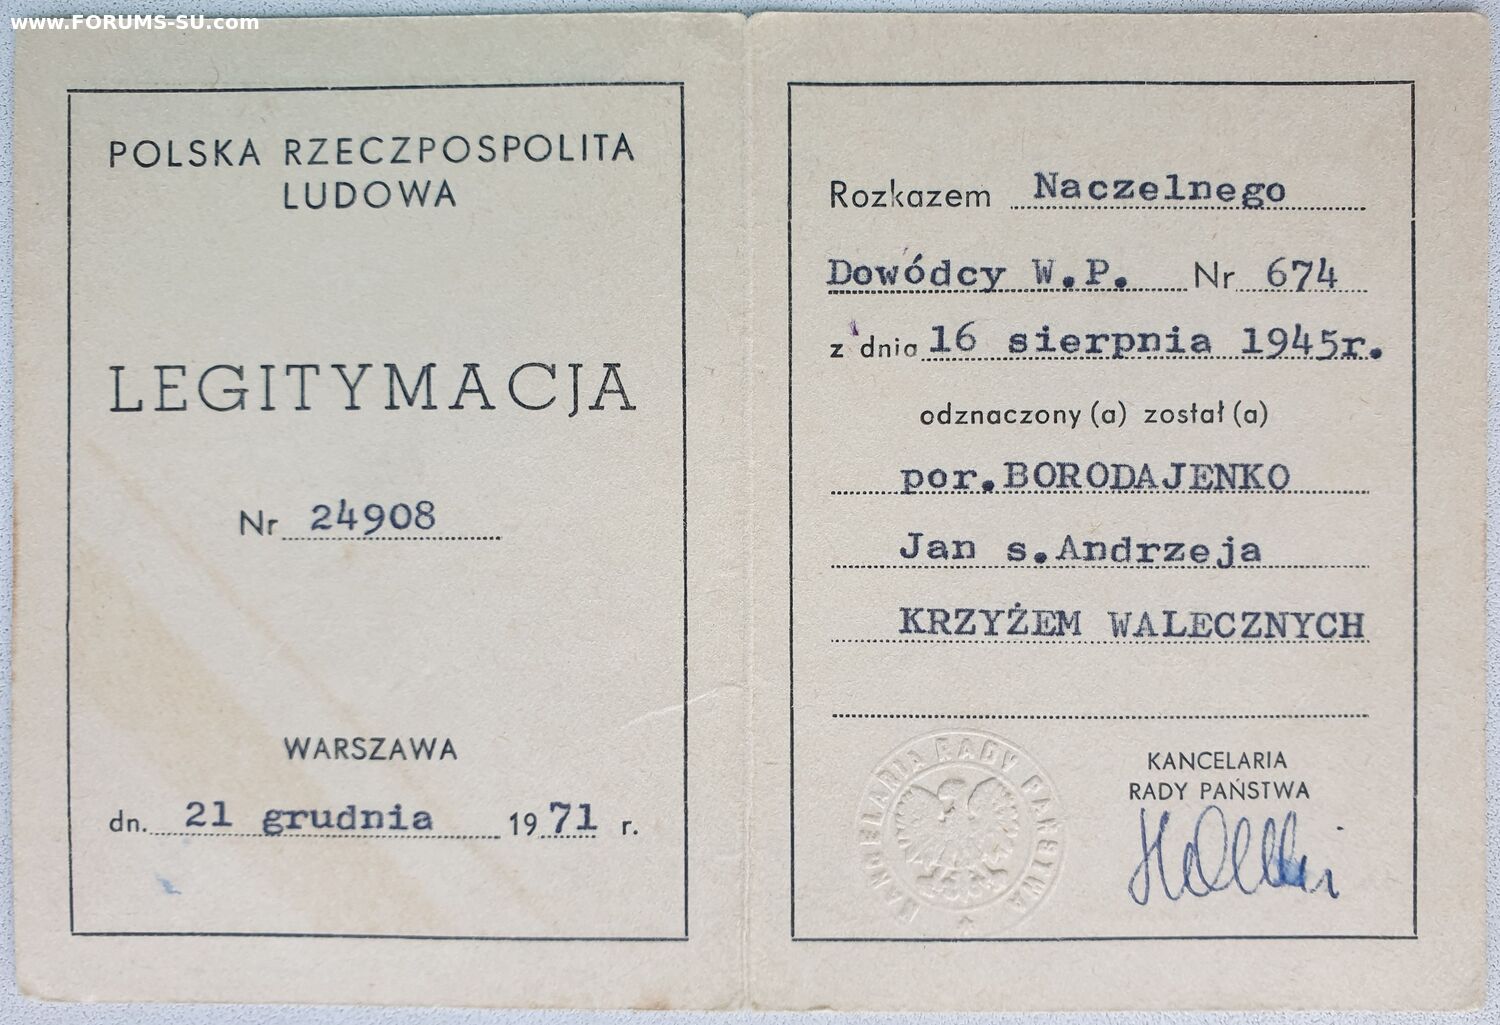 www.FORUMS-SU.com
POLSKA RZECZPOSPOLITA
LUDOWA
LEGITYMACJA
Nr 24908
WARSZAWA
dn. 21 grudnia 1971 r.
Rozkazem Naczelnego
Dowódcy W.P. Nr 674
z dnia 16 sierpnia 1945r.
odznaczony (a) został (a)
por.BORODAJENKO
Jan s.Andrzeja
KRZYŻEM WALECZNYCH
KANCELARIA RADY PAŃSTWA
KANCELARIA
RADY PAŃSTWA